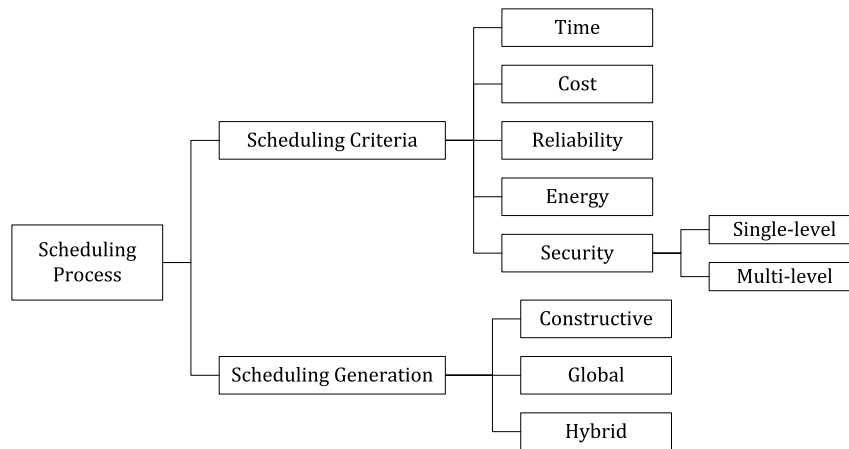 Time
Cost
Scheduling Criteria
Reliability
Energy
Single-level
Scheduling
Process
Security
Multi-level
Constructive
Scheduling Generation
Global
Hybrid